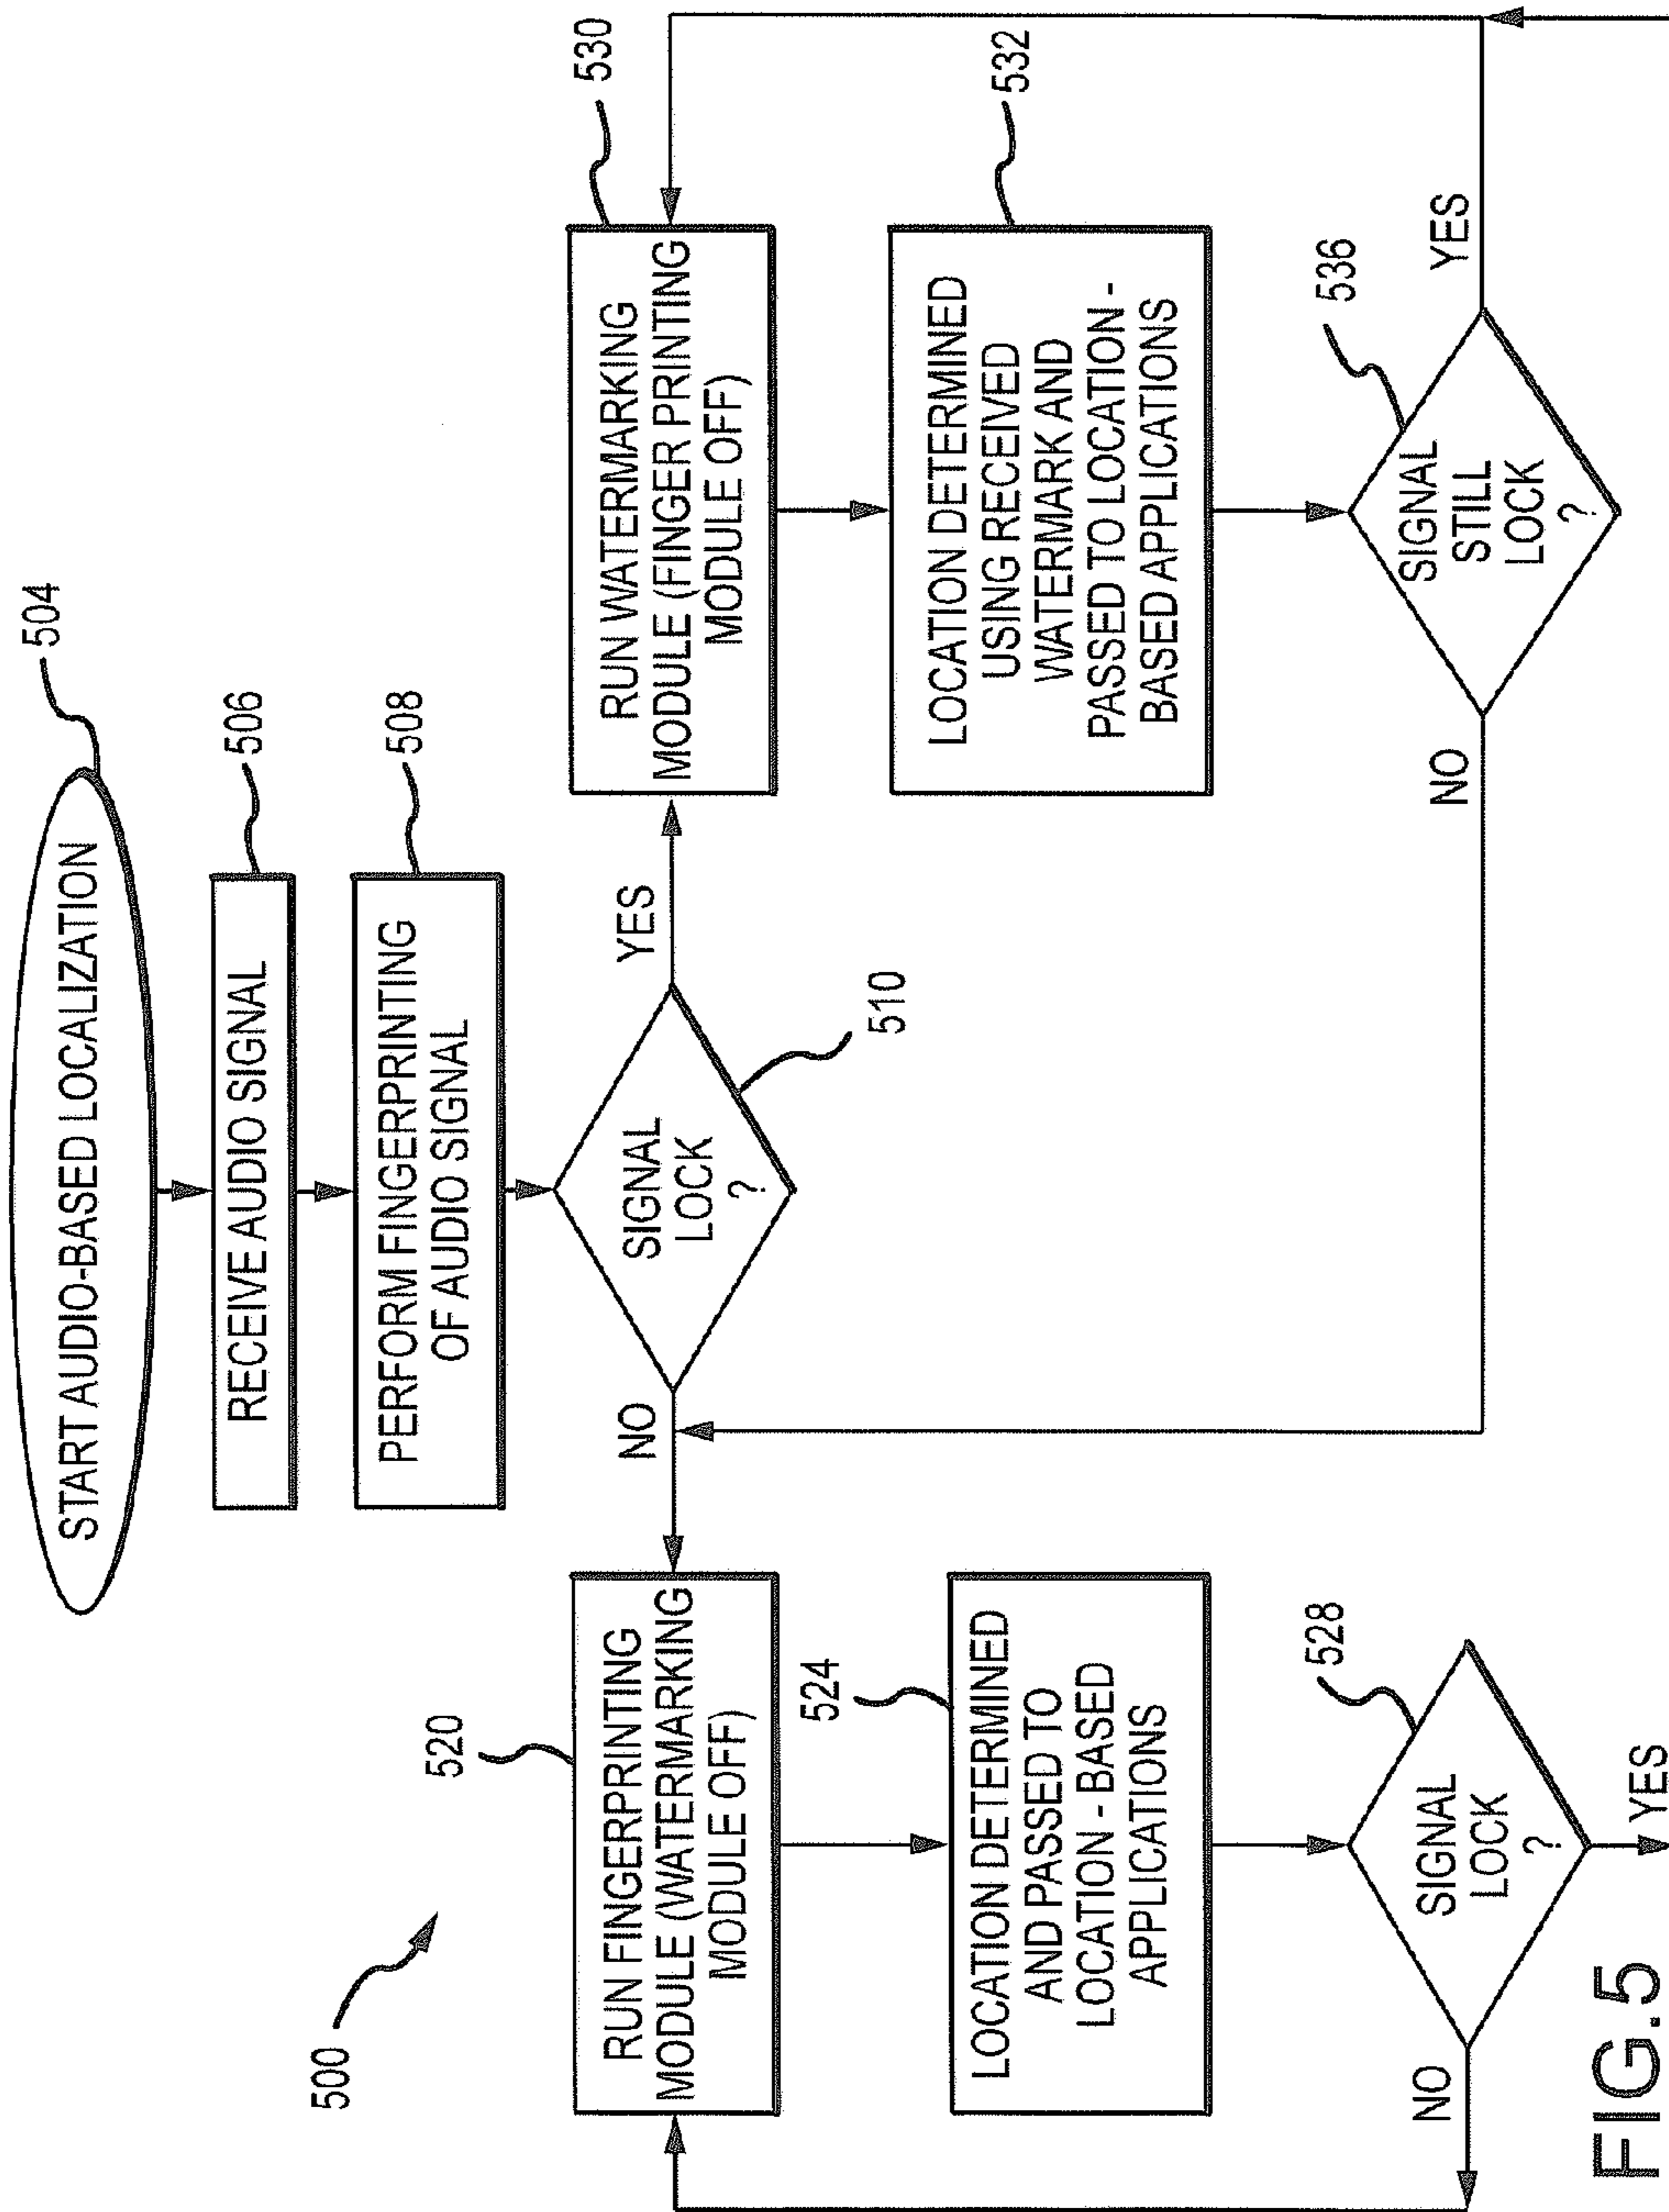 500
START AUDIO-BASED LOCALIZATION
504
RECEIVE AUDIO SIGNAL
506
PERFORM FINGERPRINTING
OF AUDIO SIGNAL
508
SIGNAL
LOCK
?
510
NO
YES
520
RUN FINGERPRINTING
MODULE (WATERMARKING
MODULE OFF)
524
LOCATION DETERMINED
AND PASSED TO
LOCATION - BASED
APPLICATIONS
528
SIGNAL
LOCK
?
NO
YES
530
RUN WATERMARKING
MODULE (FINGER PRINTING
MODULE OFF)
532
LOCATION DETERMINED
USING RECEIVED
WATERMARK AND
PASSED TO LOCATION -
BASED APPLICATIONS
536
SIGNAL
STILL
LOCK
?
NO
YES
FIG.5